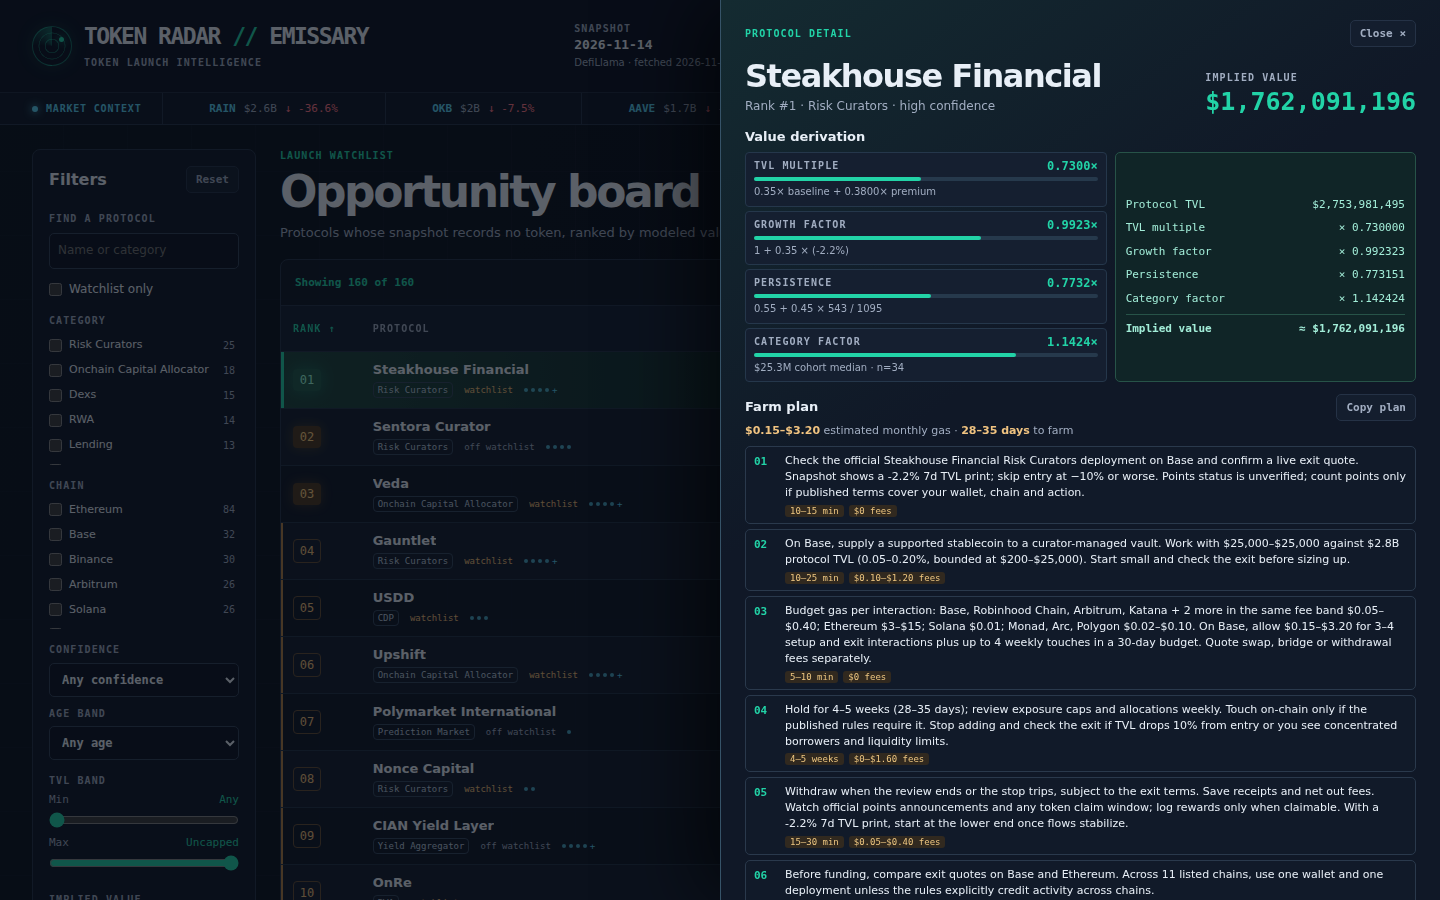 TOKEN RADAR // EMISSARY
TOKEN LAUNCH INTELLIGENCE
SNAPSHOT
2026-11-14
DefiLlama · fetched 2026-11-
MARKET CONTEXT
RAIN $2.6B ↓ -36.6%
OKB $2B ↓ -7.5%
AAVE $1.7B ↓
Filters
Reset
FIND A PROTOCOL
Name or category
Watchlist only
CATEGORY
Risk Curators 25
Onchain Capital Allocator 18
Dexs 15
RWA 14
Lending 13
CHAIN
Ethereum 84
Base 32
Binance 30
Arbitrum 26
Solana 26
CONFIDENCE
Any confidence
AGE BAND
Any age
TVL BAND
Min Any
Max Uncapped
IMPLIED VALUE
LAUNCH WATCHLIST
Opportunity board
Protocols whose snapshot records no token, ranked by modeled val
Showing 160 of 160
RANK ↑ PROTOCOL
01 Steakhouse Financial
Risk Curators watchlist
02 Sentora Curator
Risk Curators off watchlist
03 Veda
Onchain Capital Allocator watchlist
04 Gauntlet
Risk Curators watchlist
05 USDD
CDP watchlist
06 Upshift
Onchain Capital Allocator watchlist
07 Polymarket International
Prediction Market off watchlist
08 Nonce Capital
Risk Curators watchlist
09 CIAN Yield Layer
Yield Aggregator off watchlist
10 OnRe
PROTOCOL DETAIL
Close ×
Steakhouse Financial
Rank #1 · Risk Curators · high confidence
IMPLIED VALUE
$1,762,091,196
Value derivation
TVL MULTIPLE 0.7300×
0.35× baseline + 0.3800× premium
GROWTH FACTOR 0.9923×
1 + 0.35 × (-2.2%)
PERSISTENCE 0.7732×
0.55 + 0.45 × 543 / 1095
CATEGORY FACTOR 1.1424×
$25.3M cohort median · n=34
Protocol TVL $2,753,981,495
TVL multiple × 0.730000
Growth factor × 0.992323
Persistence × 0.773151
Category factor × 1.142424
Implied value ≈ $1,762,091,196
Farm plan
Copy plan
$0.15–$3.20 estimated monthly gas · 28–35 days to farm
01 Check the official Steakhouse Financial Risk Curators deployment on Base and confirm a live exit quote.
Snapshot shows a -2.2% 7d TVL print; skip entry at −10% or worse. Points status is unverified; count points only
if published terms cover your wallet, chain and action.
10–15 min $0 fees
02 On Base, supply a supported stablecoin to a curator-managed vault. Work with $25,000–$25,000 against $2.8B
protocol TVL (0.05–0.20%, bounded at $200–$25,000). Start small and check the exit before sizing up.
10–25 min $0.10–$1.20 fees
03 Budget gas per interaction: Base, Robinhood Chain, Arbitrum, Katana + 2 more in the same fee band $0.05–
$0.40; Ethereum $3–$15; Solana $0.01; Monad, Arc, Polygon $0.02–$0.10. On Base, allow $0.15–$3.20 for 3–4
setup and exit interactions plus up to 4 weekly touches in a 30-day budget. Quote swap, bridge or withdrawal
fees separately.
5–10 min $0 fees
04 Hold for 4–5 weeks (28–35 days); review exposure caps and allocations weekly. Touch on-chain only if the
published rules require it. Stop adding and check the exit if TVL drops 10% from entry or you see concentrated
borrowers and liquidity limits.
4–5 weeks $0–$1.60 fees
05 Withdraw when the review ends or the stop trips, subject to the exit terms. Save receipts and net out fees.
Watch official points announcements and any token claim window; log rewards only when claimable. With a
-2.2% 7d TVL print, start at the lower end once flows stabilize.
15–30 min $0.05–$0.40 fees
06 Before funding, compare exit quotes on Base and Ethereum. Across 11 listed chains, use one wallet and one
deployment unless the rules explicitly credit activity across chains.